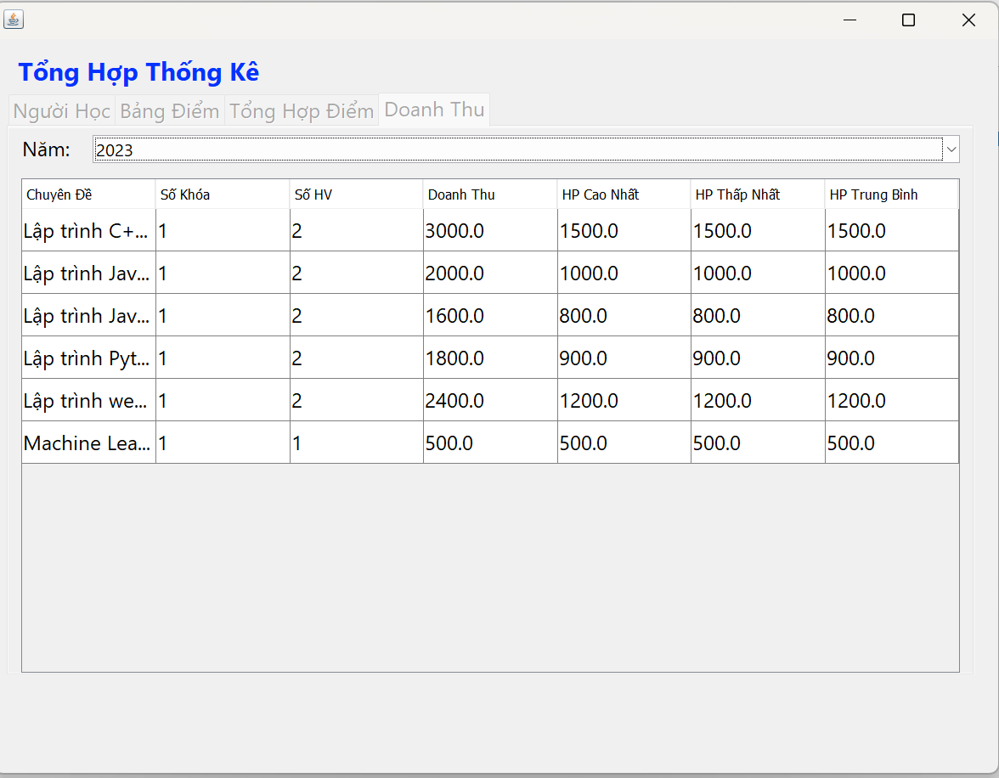 Tổng Hợp Thống Kê
Người Học Bảng Điểm Tổng Hợp Điểm Doanh Thu
Năm: 2023
Chuyên Đề Số Khóa Số HV Doanh Thu HP Cao Nhất HP Thấp Nhất HP Trung Bình
Lập trình C+... 1 2 3000.0 1500.0 1500.0 1500.0
Lập trình Jav... 1 2 2000.0 1000.0 1000.0 1000.0
Lập trình Jav... 1 2 1600.0 800.0 800.0 800.0
Lập trình Pyt... 1 2 1800.0 900.0 900.0 900.0
Lập trình we... 1 2 2400.0 1200.0 1200.0 1200.0
Machine Lea... 1 1 500.0 500.0 500.0 500.0